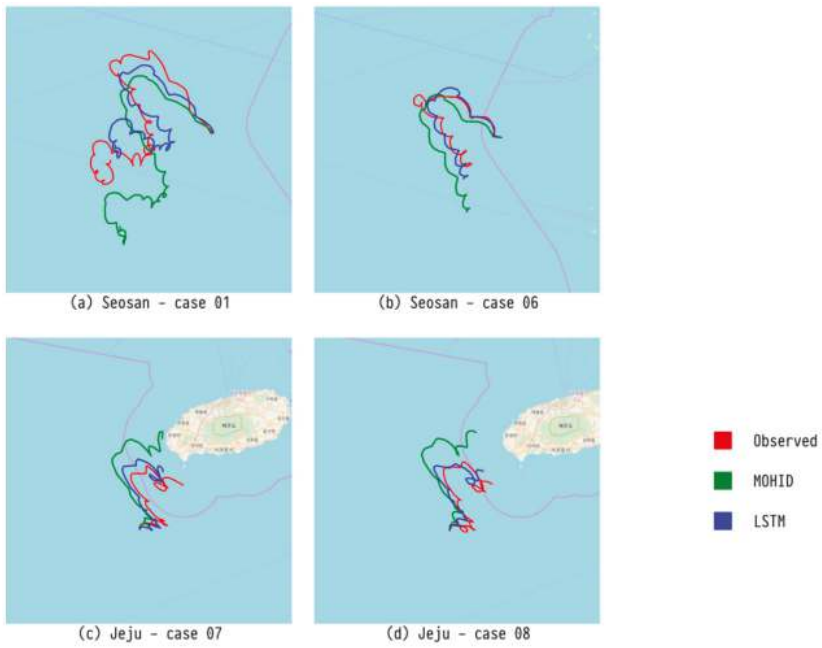 (a) Seosan – case 01
(b) Seosan – case 06
(c) Jeju – case 07
(d) Jeju – case 08
Observed
MOHID
LSTM